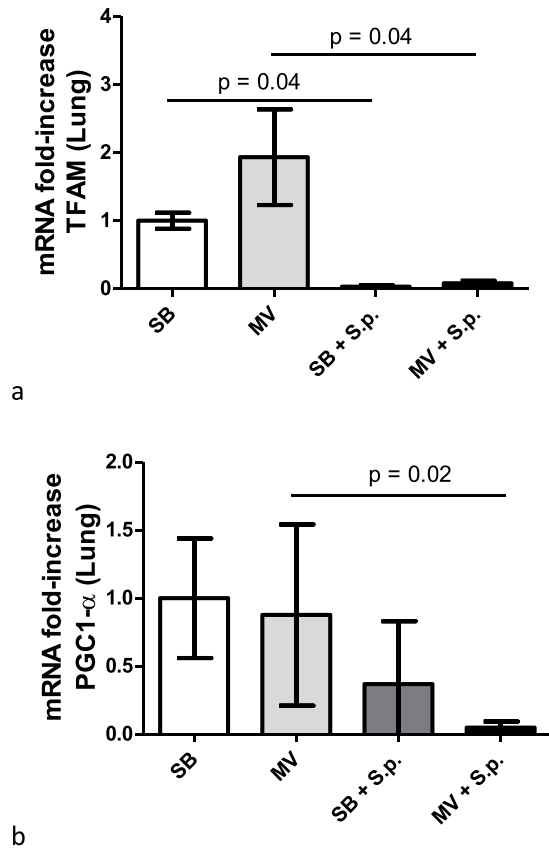 4
3
2
1
0
mRNA fold-increase
TFAM (Lung)
p = 0.04
p = 0.04
SB
MV
SB + S.p.
MV + S.p.
a
2.0
1.5
1.0
0.5
0.0
mRNA fold-increase
PGC1-α (Lung)
p = 0.02
SB
MV
SB + S.p.
MV + S.p.
b